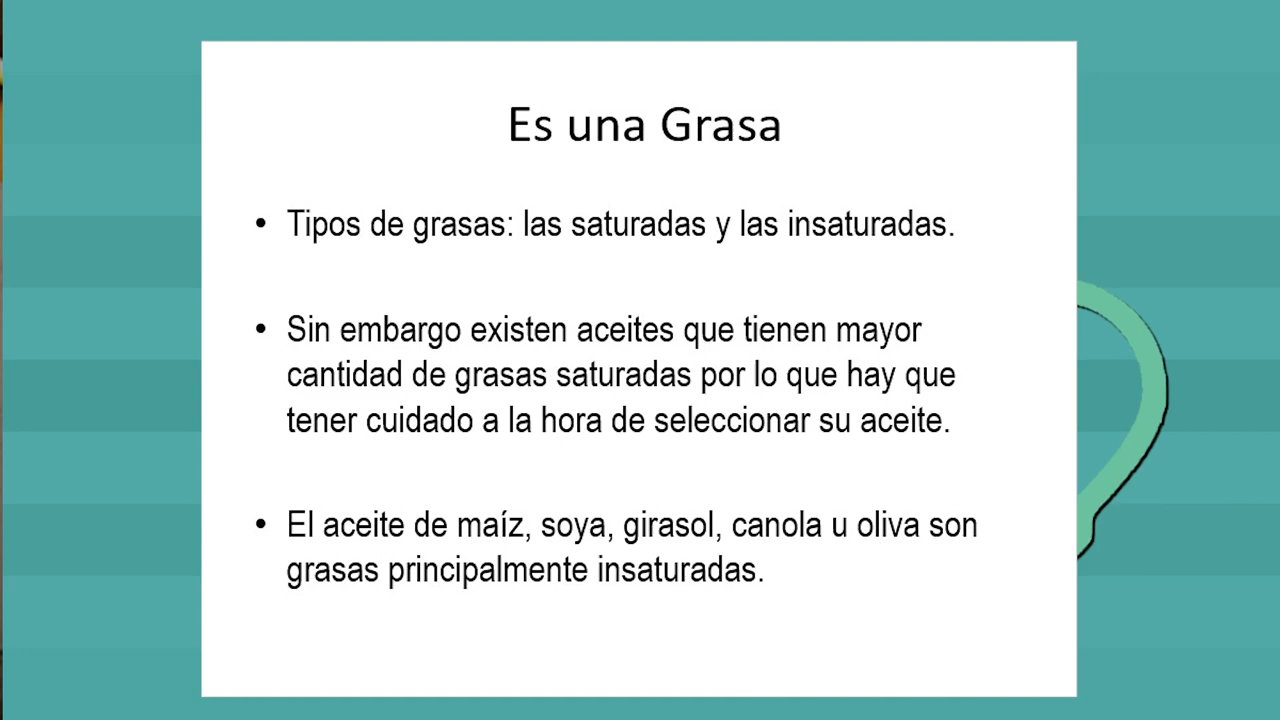 Es una Grasa
• Tipos de grasas: las saturadas y las insaturadas.
• Sin embargo existen aceites que tienen mayor
cantidad de grasas saturadas por lo que hay que
tener cuidado a la hora de seleccionar su aceite.
• El aceite de maíz, soya, girasol, canola u oliva son
grasas principalmente insaturadas.